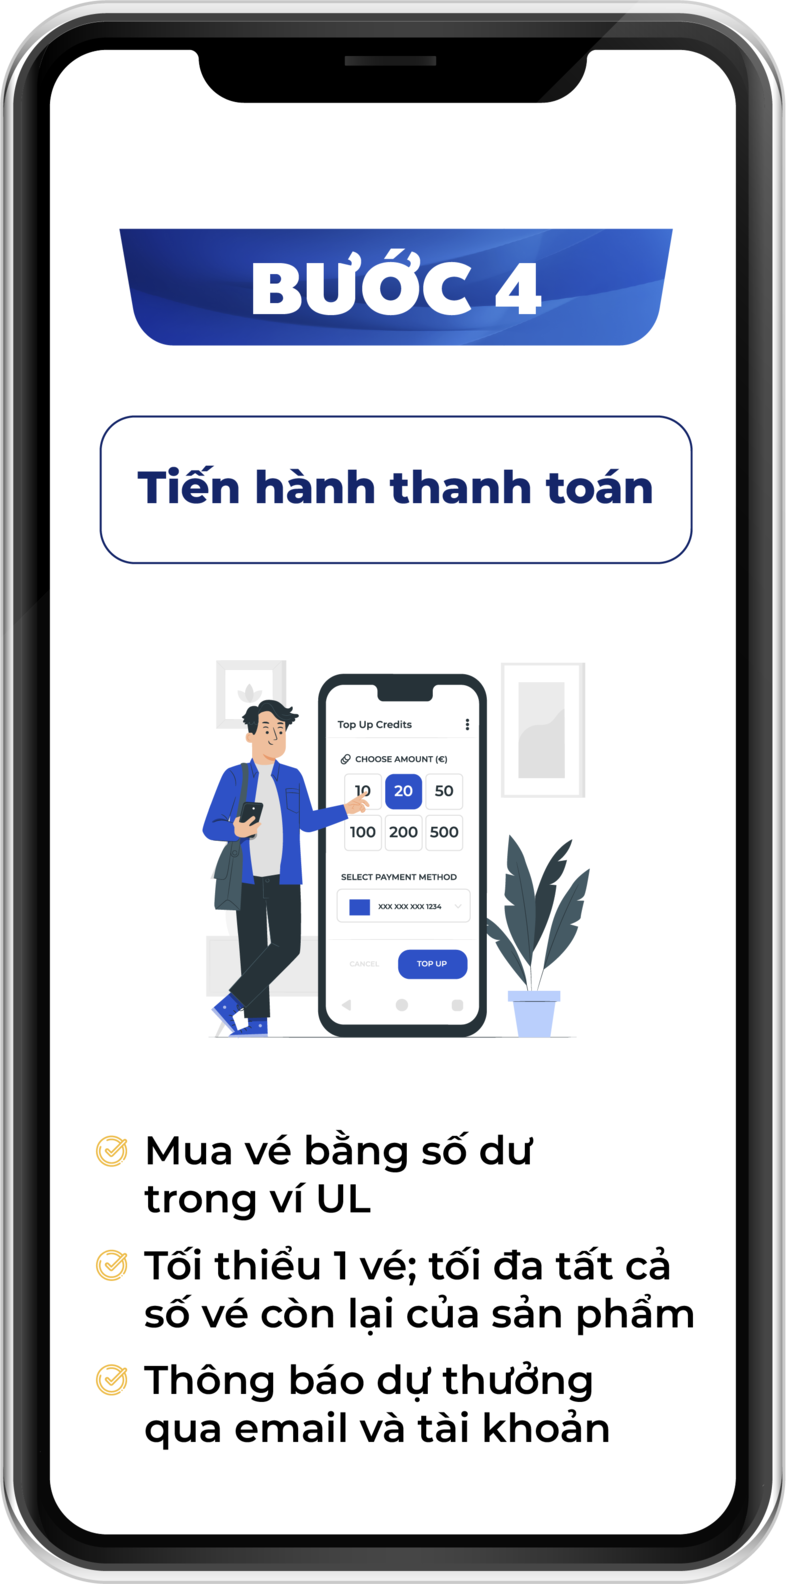 BƯỚC 4
Tiến hành thanh toán
Top Up Credits
CHOOSE AMOUNT (€)
10 20 50
100 200 500
SELECT PAYMENT METHOD
XXX XXX XXX 1234
CANCEL TOP UP
Mua vé bằng số dư
trong ví UL
Tối thiểu 1 vé; tối đa tất cả
số vé còn lại của sản phẩm
Thông báo dự thưởng
qua email và tài khoản